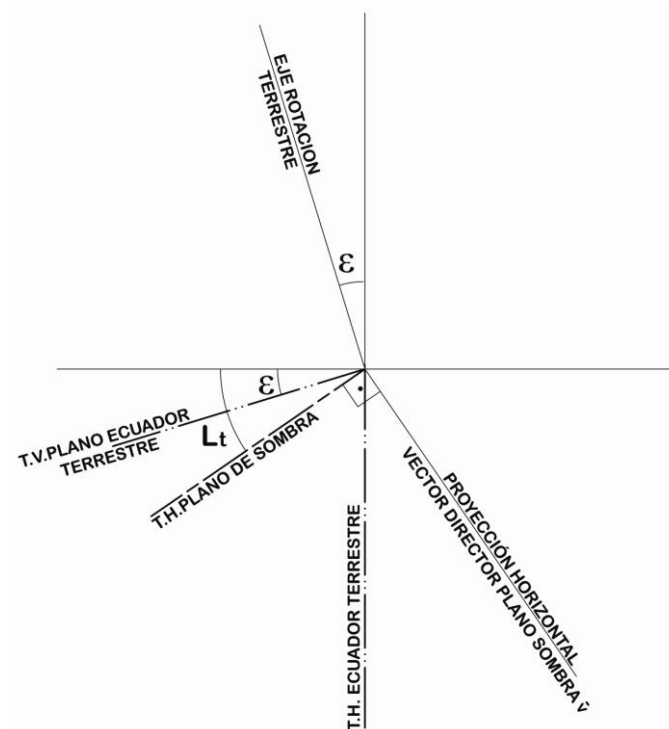 EJE ROTACION
TERRESTRE
ε
ε
T.V.PLANO ECUADOR
TERRESTRE
Lt
T.H.PLANO DE SOMBRA
T.H. ECUADOR TERRESTRE
PROYECCIÓN HORIZONTAL
VECTOR DIRECTOR PLANO SOMBRA ṽ